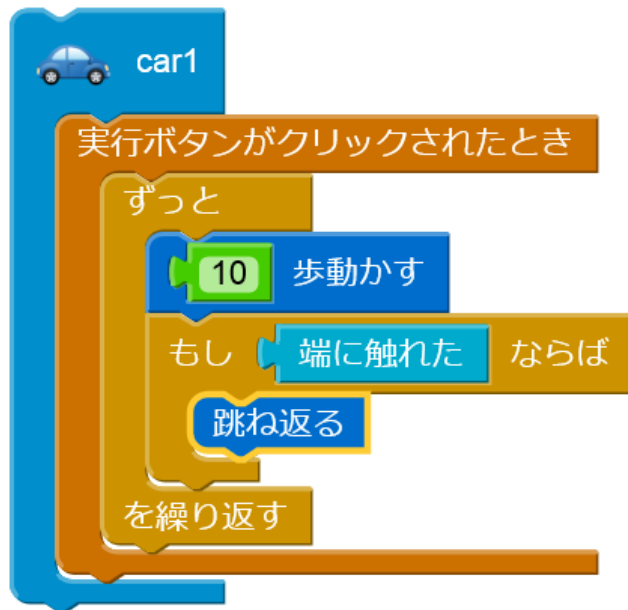 car1
実行ボタンがクリックされたとき
ずっと
10 歩動かす
もし 端に触れた ならば
跳ね返る
を繰り返す